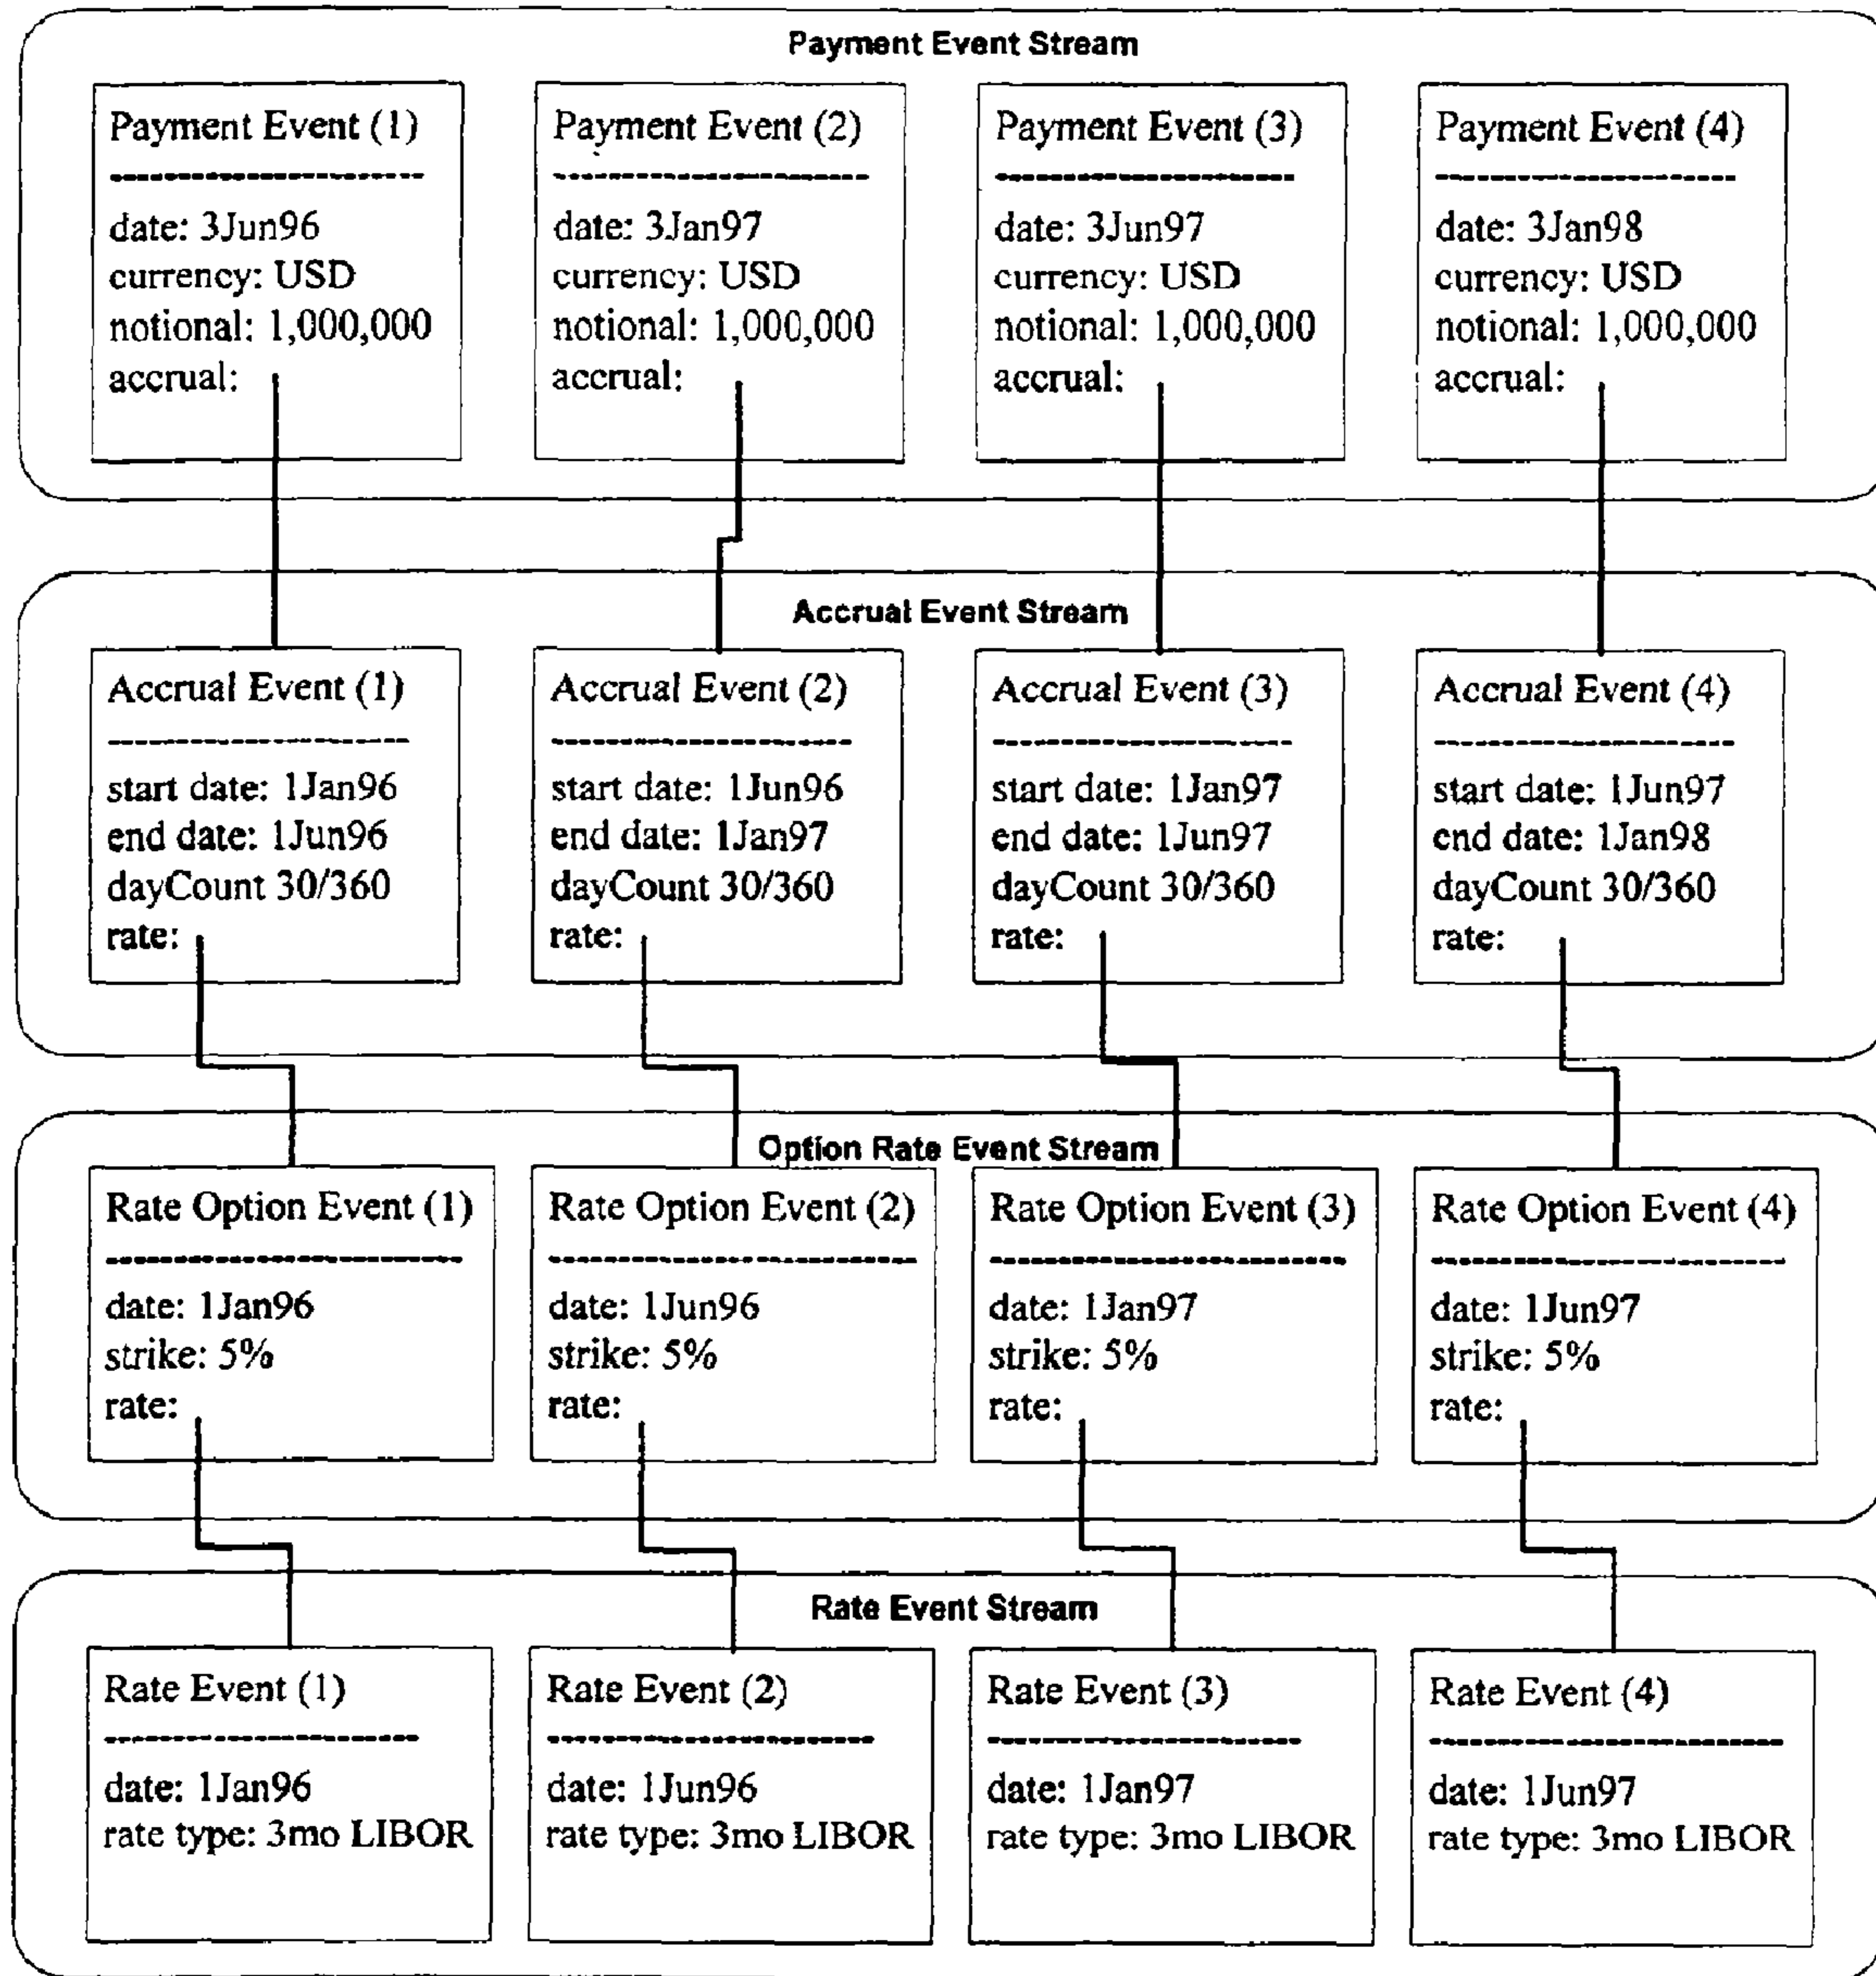 Payment Event Stream
Payment Event (1)
--------------------
date: 3Jun96
currency: USD
notional: 1,000,000
accrual:
Payment Event (2)
--------------------
date: 3Jan97
currency: USD
notional: 1,000,000
accrual:
Payment Event (3)
--------------------
date: 3Jun97
currency: USD
notional: 1,000,000
accrual:
Payment Event (4)
--------------------
date: 3Jan98
currency: USD
notional: 1,000,000
accrual:
Accrual Event Stream
Accrual Event (1)
--------------------
start date: 1Jan96
end date: 1Jun96
dayCount 30/360
rate:
Accrual Event (2)
--------------------
start date: 1Jun96
end date: 1Jan97
dayCount 30/360
rate:
Accrual Event (3)
--------------------
start date: 1Jan97
end date: 1Jun97
dayCount 30/360
rate:
Accrual Event (4)
--------------------
start date: 1Jun97
end date: 1Jan98
dayCount 30/360
rate:
Option Rate Event Stream
Rate Option Event (1)
------------------------
date: 1Jan96
strike: 5%
rate:
Rate Option Event (2)
------------------------
date: 1Jun96
strike: 5%
rate:
Rate Option Event (3)
------------------------
date: 1Jan97
strike: 5%
rate:
Rate Option Event (4)
------------------------
date: 1Jun97
strike: 5%
rate:
Rate Event Stream
Rate Event (1)
---------------------
date: 1Jan96
rate type: 3mo LIBOR
Rate Event (2)
---------------------
date: 1Jun96
rate type: 3mo LIBOR
Rate Event (3)
---------------------
date: 1Jan97
rate type: 3mo LIBOR
Rate Event (4)
------------------------
date: 1Jun97
rate type: 3mo LIBOR